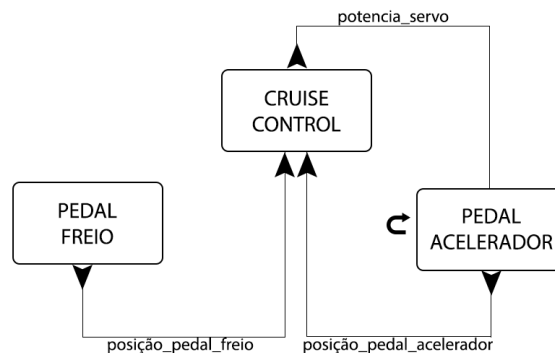 potencia_servo
CRUISE
CONTROL
PEDAL
FREIO
PEDAL
ACELERADOR
posição_pedal_freio
posição_pedal_acelerador